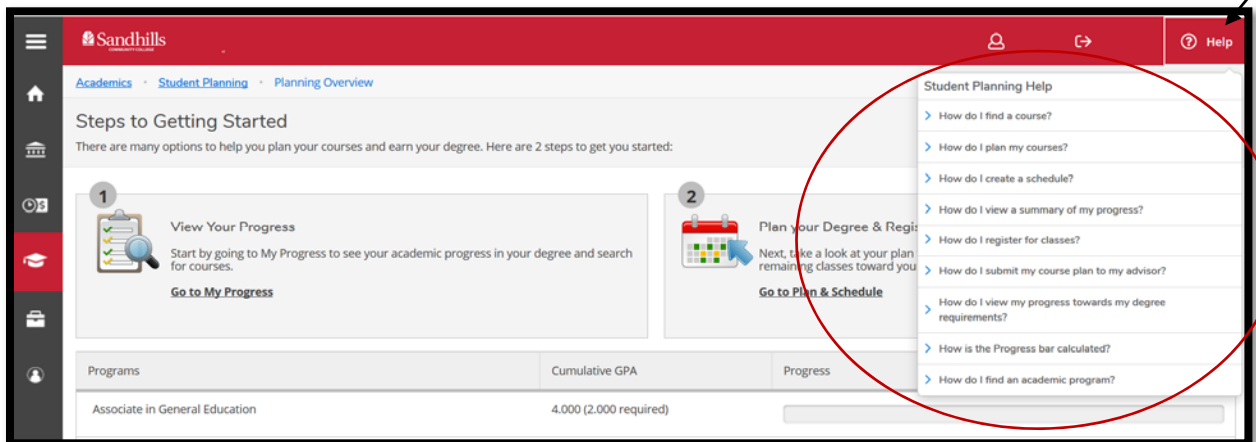 Sandhills
COMMUNITY COLLEGE
Help
Academics · Student Planning · Planning Overview
Steps to Getting Started
There are many options to help you plan your courses and earn your degree. Here are 2 steps to get you started:
1
View Your Progress
Start by going to My Progress to see your academic progress in your degree and search
for courses.
Go to My Progress
2
Plan your Degree & Regis
Next, take a look at your plan
remaining classes toward you
Go to Plan & Schedule
Student Planning Help
How do I find a course?
How do I plan my courses?
How do I create a schedule?
How do I view a summary of my progress?
How do I register for classes?
How do I submit my course plan to my advisor?
How do I view my progress towards my degree
requirements?
How is the Progress bar calculated?
How do I find an academic program?
Programs
Cumulative GPA
Progress
Associate in General Education
4.000 (2.000 required)